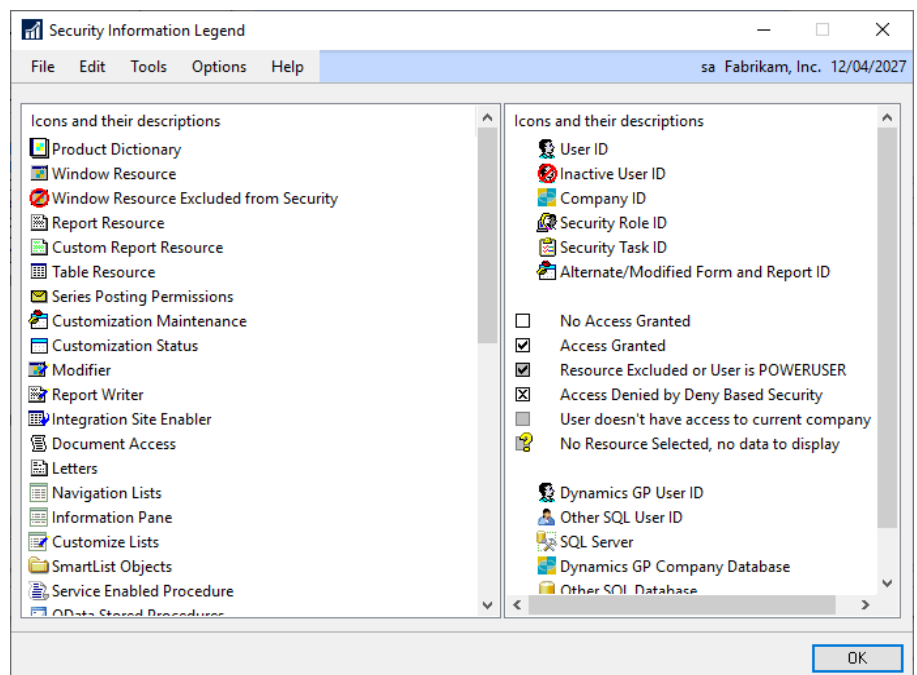 Security Information Legend
File Edit Tools Options Help
sa Fabrikam, Inc. 12/04/2027
Icons and their descriptions
Product Dictionary
Window Resource
Window Resource Excluded from Security
Report Resource
Custom Report Resource
Table Resource
Series Posting Permissions
Customization Maintenance
Customization Status
Modifier
Report Writer
Integration Site Enabler
Document Access
Letters
Navigation Lists
Information Pane
Customize Lists
SmartList Objects
Service Enabled Procedure
OData Stored Procedures
Icons and their descriptions
User ID
Inactive User ID
Company ID
Security Role ID
Security Task ID
Alternate/Modified Form and Report ID
No Access Granted
Access Granted
Resource Excluded or User is POWERUSER
Access Denied by Deny Based Security
User doesn't have access to current company
No Resource Selected, no data to display
Dynamics GP User ID
Other SQL User ID
SQL Server
Dynamics GP Company Database
Other SQL Database
OK